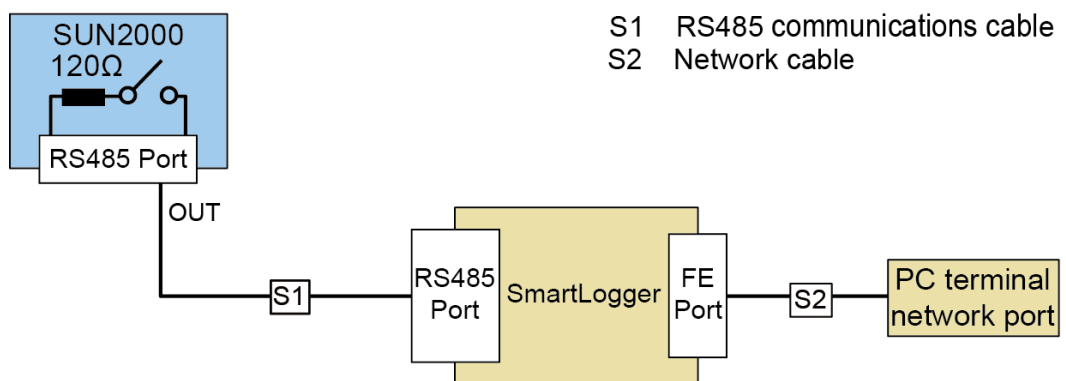 SUN2000
120Ω
RS485 Port
OUT
S1 RS485 communications cable
S2 Network cable
S1
RS485
Port
SmartLogger
FE
Port
S2
PC terminal
network port